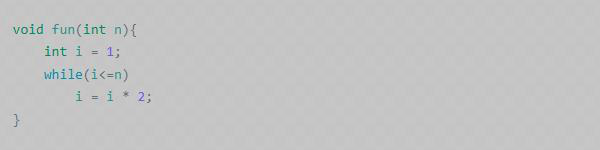 void fun(int n){
    int i = 1;
    while(i<=n)
        i = i * 2;
}